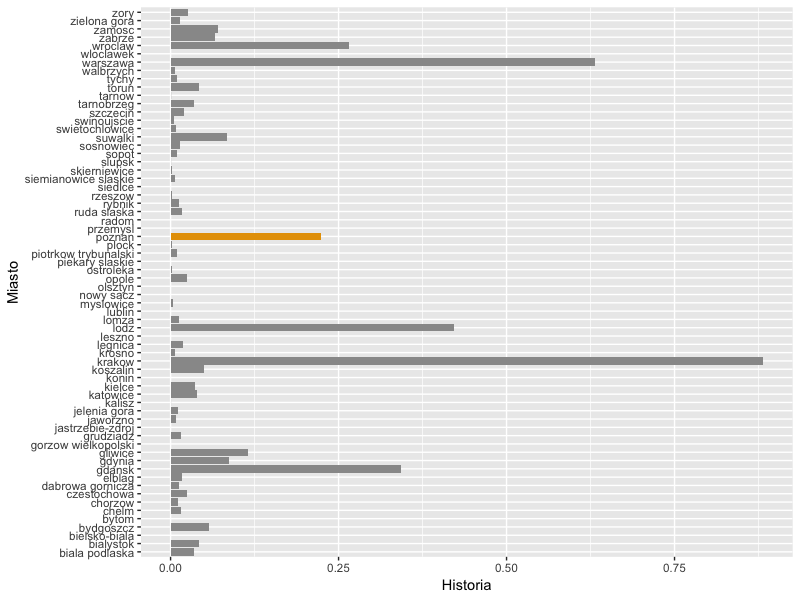 zory
zielona gora
zamosc
zabrze
wroclaw
wloclawek
warszawa
walbrzych
tychy
torun
tarnow
tarnobrzeg
szczecin
swinoujscie
swietochlowice
suwalki
sosnowiec
sopot
slupsk
skierniewice
siemianowice slaskie
siedlce
rzeszow
rybnik
ruda slaska
radom
przemysl
poznan
plock
piotrkow trybunalski
piekary slaskie
ostroleka
opole
olsztyn
nowy sacz
myslowice
lublin
lomza
lodz
leszno
legnica
krosno
krakow
koszalin
konin
kielce
katowice
kalisz
jelenia gora
jaworzno
jastrzebie-zdroj
grudziadz
gorzow wielkopolski
gliwice
gdynia
gdansk
elblag
dabrowa gornicza
czestochowa
chorzow
chelm
bytom
bydgoszcz
bielsko-biala
bialystok
biala podlaska
Miasto
0.00 0.25 0.50 0.75
Historia